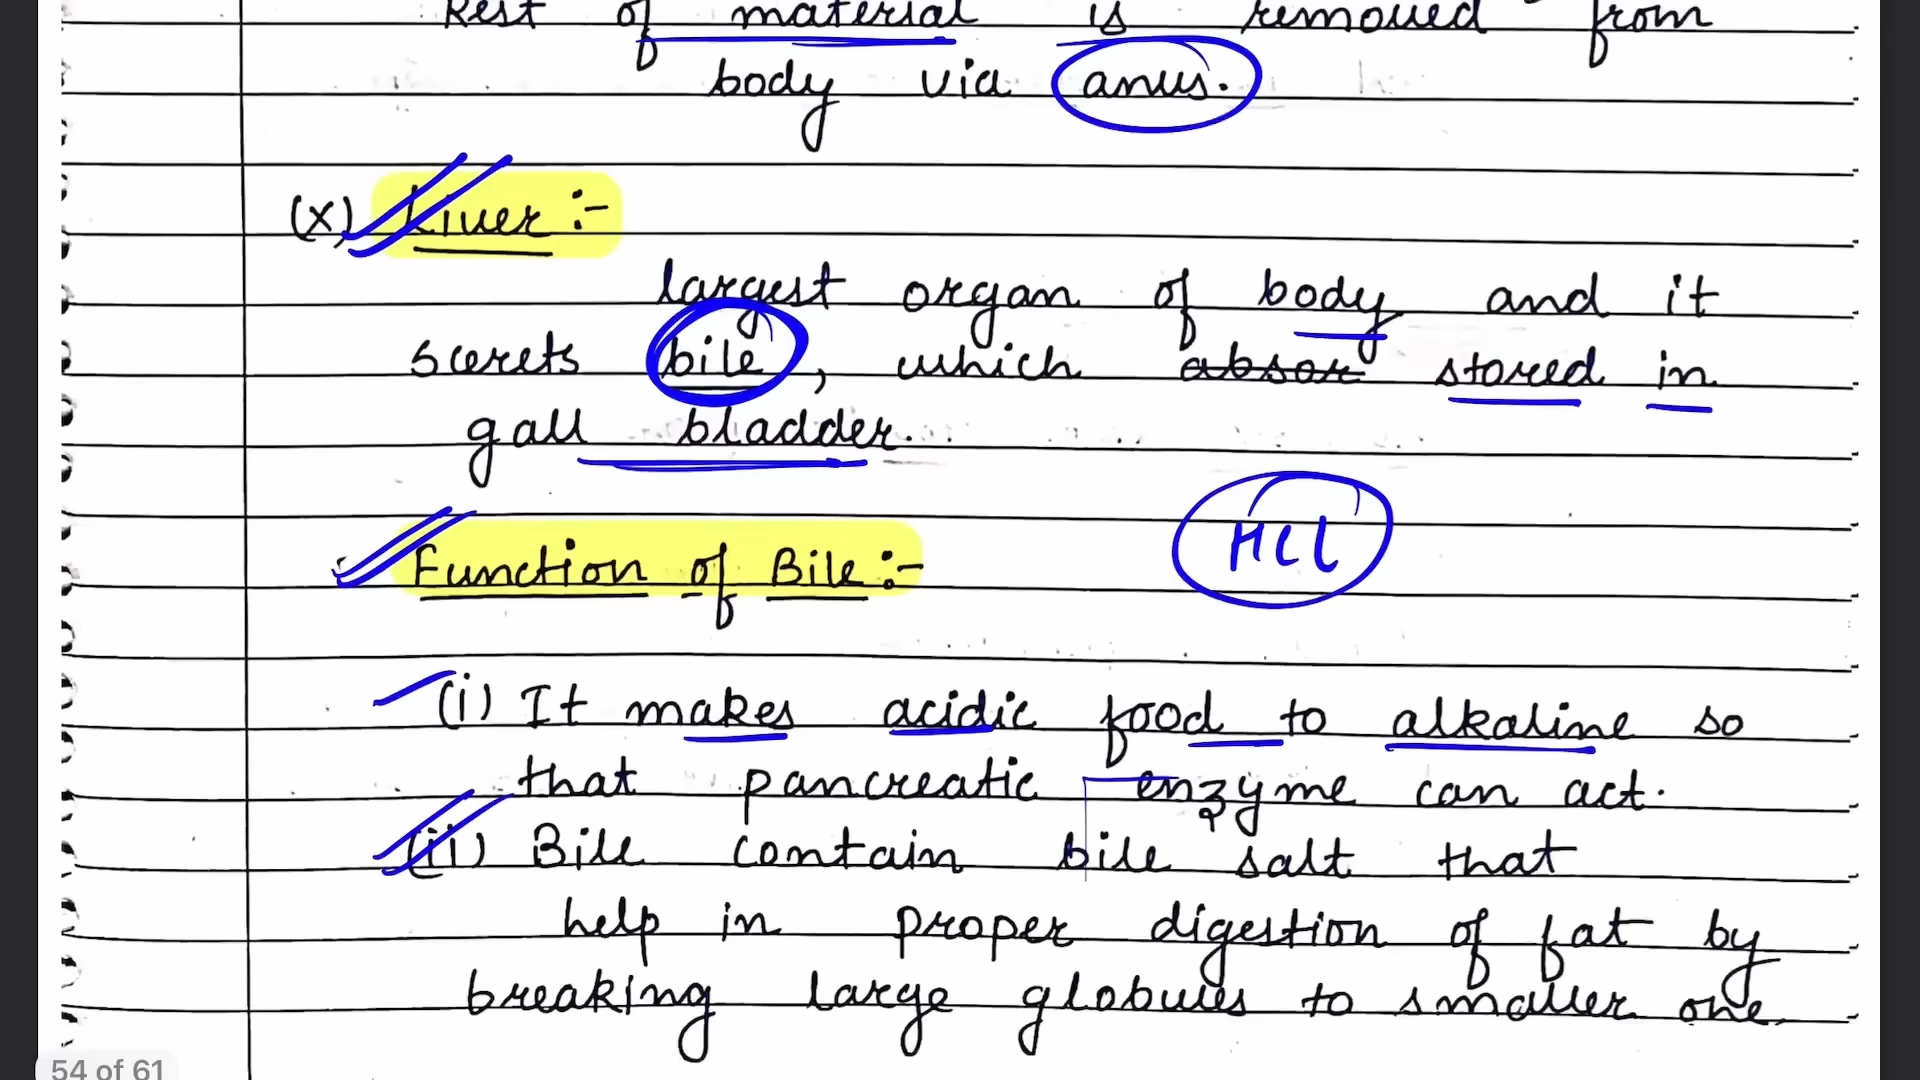 Rest of material is removed from
body via anus.
(x) Liver :-
largest organ of body and it
screts bile, which absor stored in
gall bladder.
HCl
Function of Bile :-
(i) It makes acidic food to alkaline so
that pancreatic enzyme can act.
(ii) Bile contain bile salt that
help in proper digestion of fat by
breaking large globules to smaller one.
54 of 61